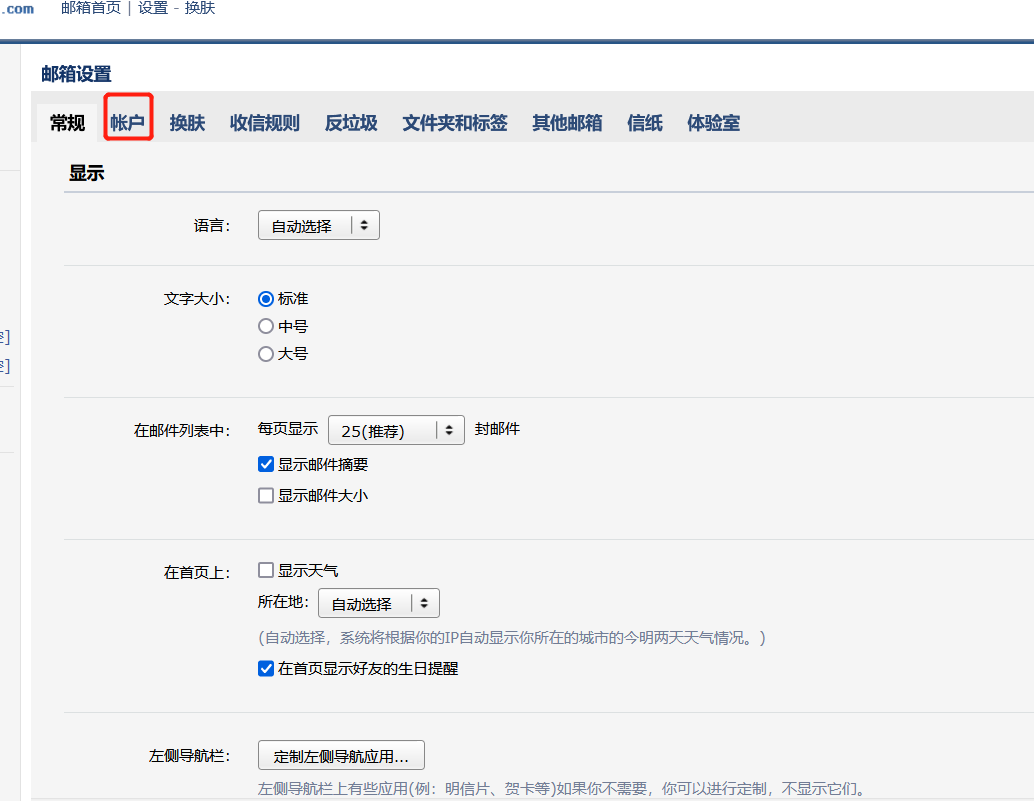 .com 邮箱首页 | 设置 - 换肤
邮箱设置
常规 帐户 换肤 收信规则 反垃圾 文件夹和标签 其他邮箱 信纸 体验室
显示
语言： 自动选择
文字大小： 标准
中号
大号
]
]
在邮件列表中： 每页显示 25(推荐) 封邮件
显示邮件摘要
显示邮件大小
在首页上： 显示天气
所在地： 自动选择
(自动选择，系统将根据你的IP自动显示你所在的城市的今明两天天气情况。)
在首页显示好友的生日提醒
左侧导航栏： 定制左侧导航应用...
左侧导航栏上有些应用(例：明信片、贺卡等)如果你不需要，你可以进行定制，不显示它们。